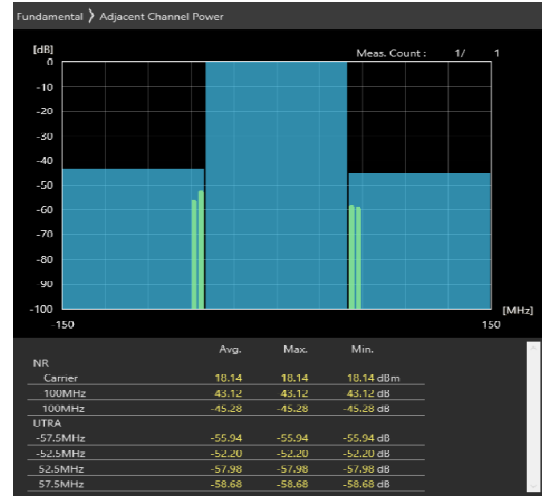 Fundamental 〉 Adjacent Channel Power
[dB]
Meas. Count : 1/ 1
0
-10
-20
-30
-40
-50
-60
-70
-80
90
-100
[MHz]
-150
150
Avg. Max. Min.
NR
Carrier 18.14 18.14 18.14 dBm
100MHz 43.12 43.12 43.12 dB
100MHz -45.28 -45.28 -45.28 dB
UTRA
-57.5MHz -55.94 -55.94 -55.94 dB
-52.5MHz -52.20 -52.20 -52.20 dB
52.5MHz -57.98 -57.98 -57.98 dB
57.5MHz -58.68 -58.68 -58.68 dB